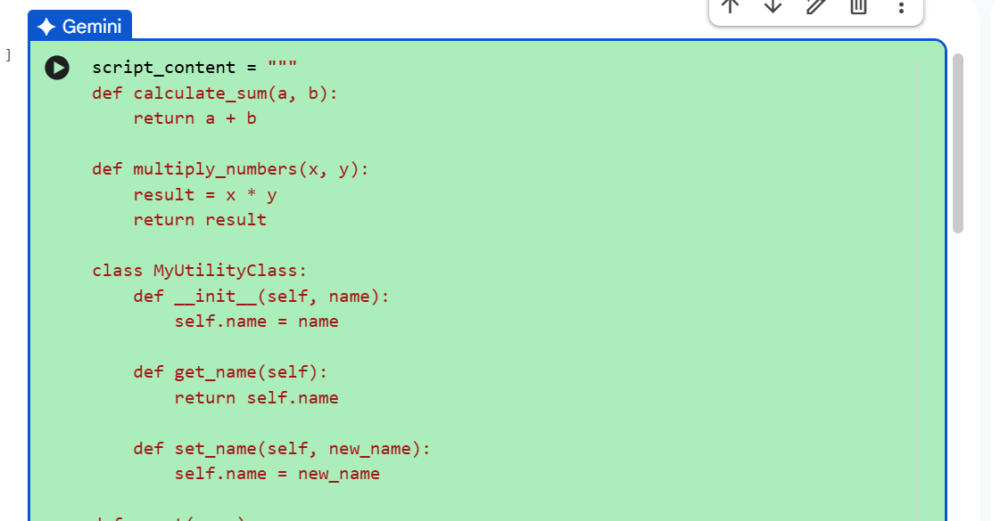 Gemini
]
script_content = """
def calculate_sum(a, b):
    return a + b

def multiply_numbers(x, y):
    result = x * y
    return result

class MyUtilityClass:
    def __init__(self, name):
        self.name = name

    def get_name(self):
        return self.name

    def set_name(self, new_name):
        self.name = new_name